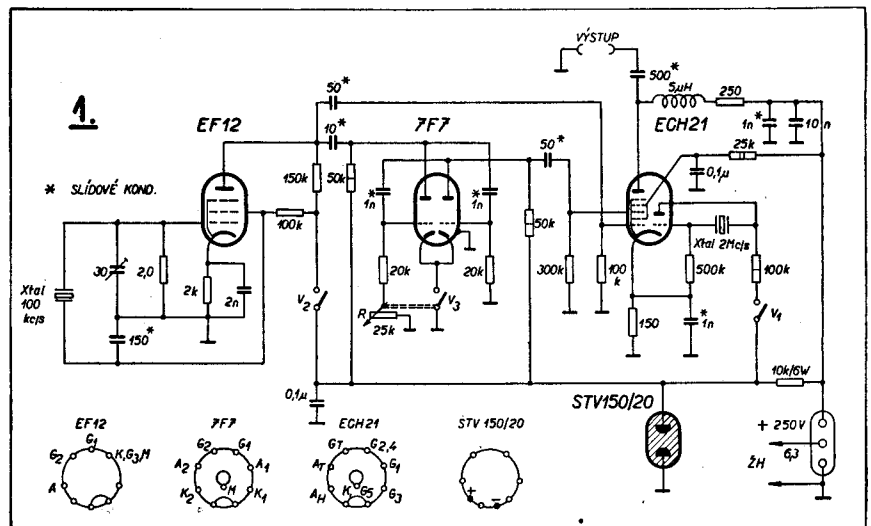 1.
* SLÍDOVÉ KOND.
EF12
7F7
ECH21
VÝSTUP
500*
5µH
250
1n*
10n
25k
0,1µ
50*
10*
150k
50k
*1n
*1n
50*
100k
50k
Xtal 100 kc/s
30
2,0
2k
2n
150*
V2
20k
20k
R
25k
V3
300k
100k
500k
Xtal 2Mc/s
100k
150
*1n
V1
0,1µ
10k/6W
STV150/20
+ 250V
6,3
ŽH
EF12
G1
G2
K,G3,M
A
7F7
G2
G1
A2
A1
K2
M
K1
ECH21
GT
G2,4
AT
G1
AH
K
G5
G3
STV 150/20
+
-